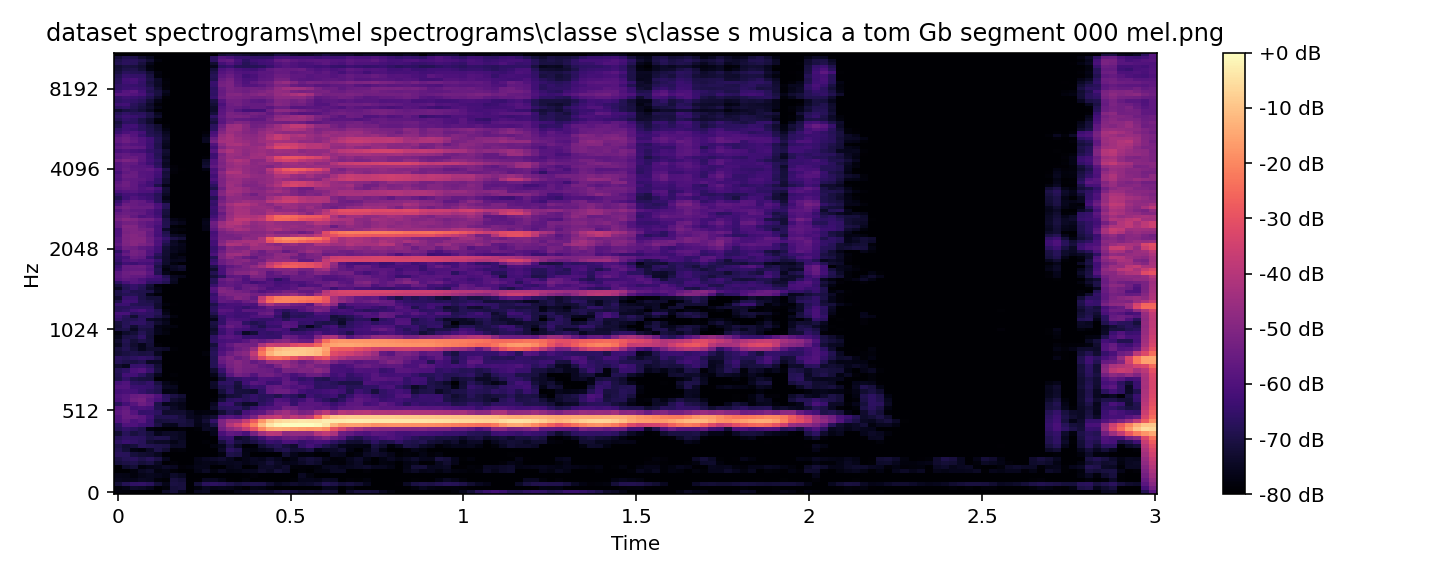 dataset spectrograms\mel spectrograms\classe s\classe s musica a tom Gb segment 000 mel.png
+0 dB
8192
-10 dB
-20 dB
4096
-30 dB
2048
Hz
-40 dB
1024
-50 dB
512
-60 dB
-70 dB
0
-80 dB
0 0.5 1 1.5 2 2.5 3
Time